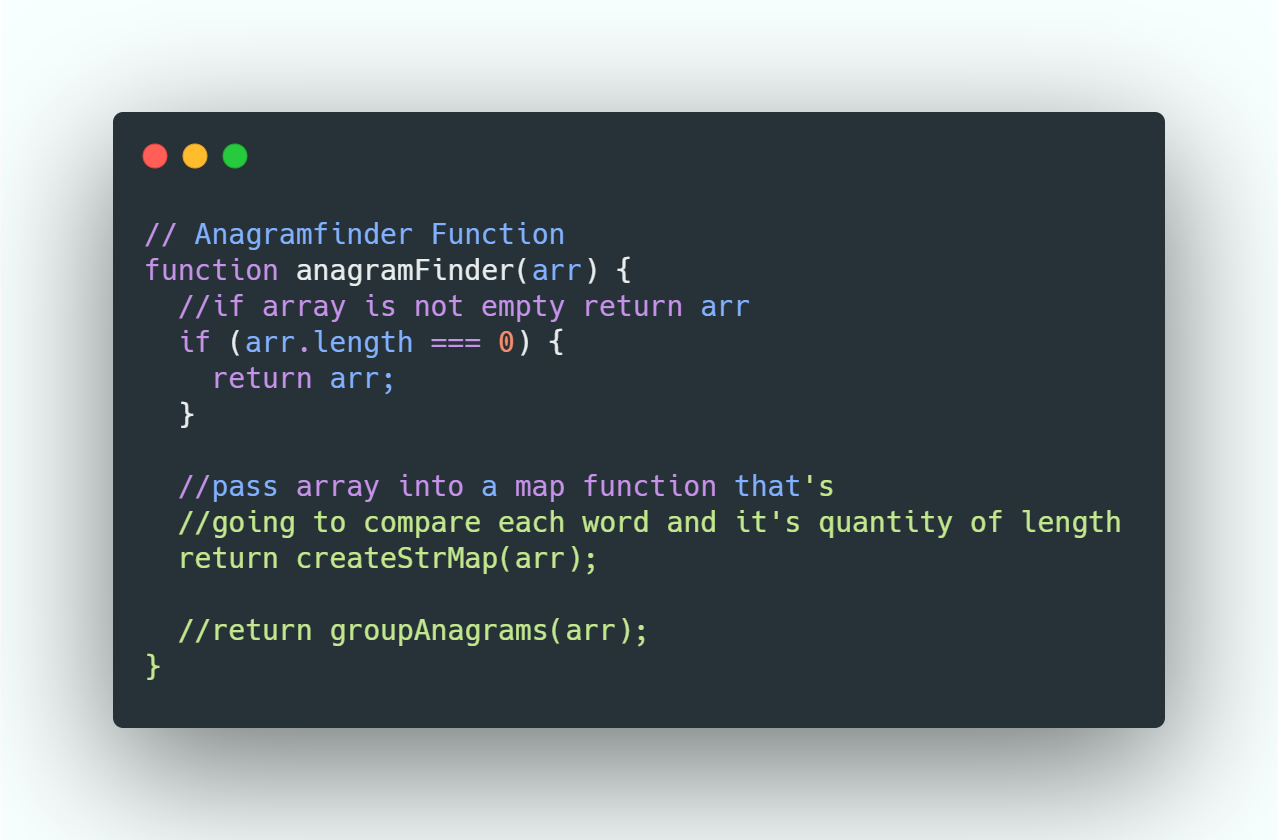 // Anagramfinder Function
function anagramFinder(arr) {
  //if array is not empty return arr
  if (arr.length === 0) {
    return arr;
  }

  //pass array into a map function that's
  //going to compare each word and it's quantity of length
  return createStrMap(arr);

  //return groupAnagrams(arr);
}